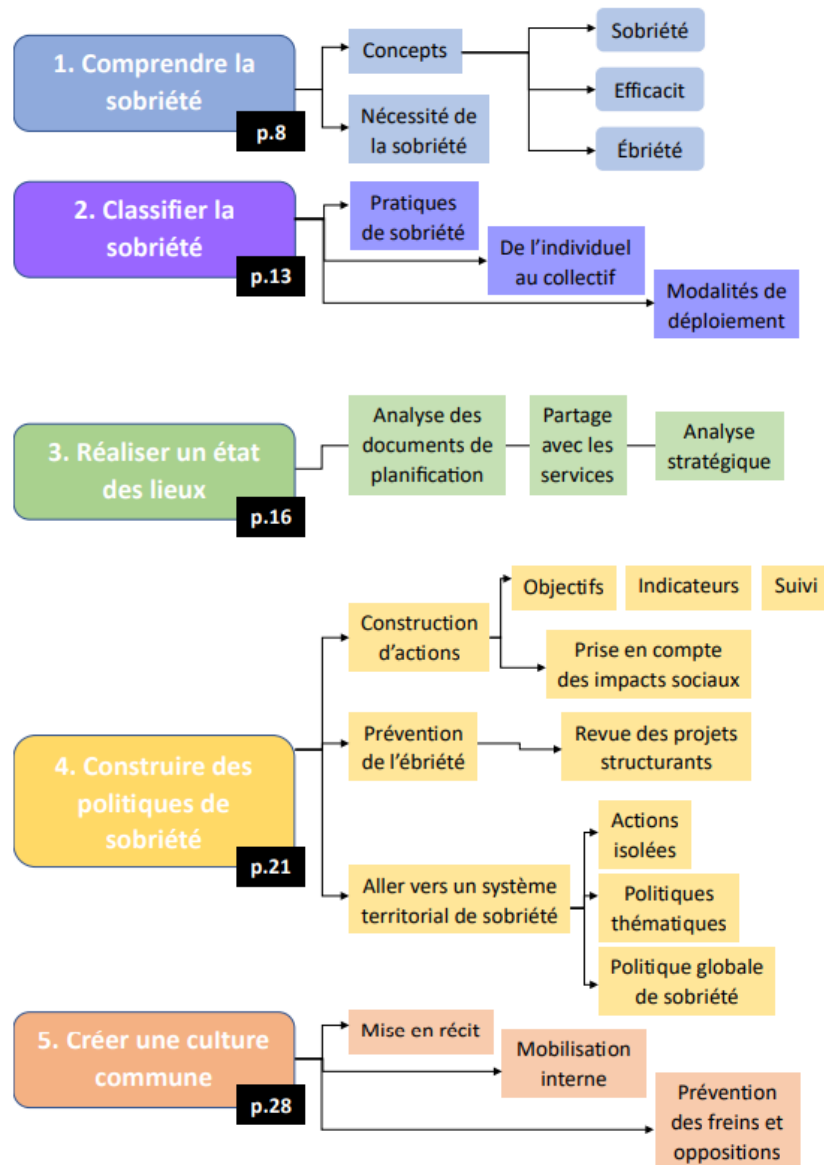 1. Comprendre la
sobriété
p.8
Concepts
Nécessité de
la sobriété
Sobriété
Efficacit
Ébriété
2. Classifier la
sobriété
p.13
Pratiques
de sobriété
De l’individuel
au collectif
Modalités de
déploiement
3. Réaliser un état
des lieux
p.16
Analyse des
documents de
planification
Partage
avec les
services
Analyse
stratégique
4. Construire des
politiques de
sobriété
p.21
Construction
d’actions
Objectifs
Indicateurs
Suivi
Prise en compte
des impacts sociaux
Prévention
de l’ébriété
Revue des projets
structurants
Aller vers un système
territorial de sobriété
Actions
isolées
Politiques
thématiques
Politique globale
de sobriété
5. Créer une culture
commune
p.28
Mise en récit
Mobilisation
interne
Prévention
des freins et
oppositions